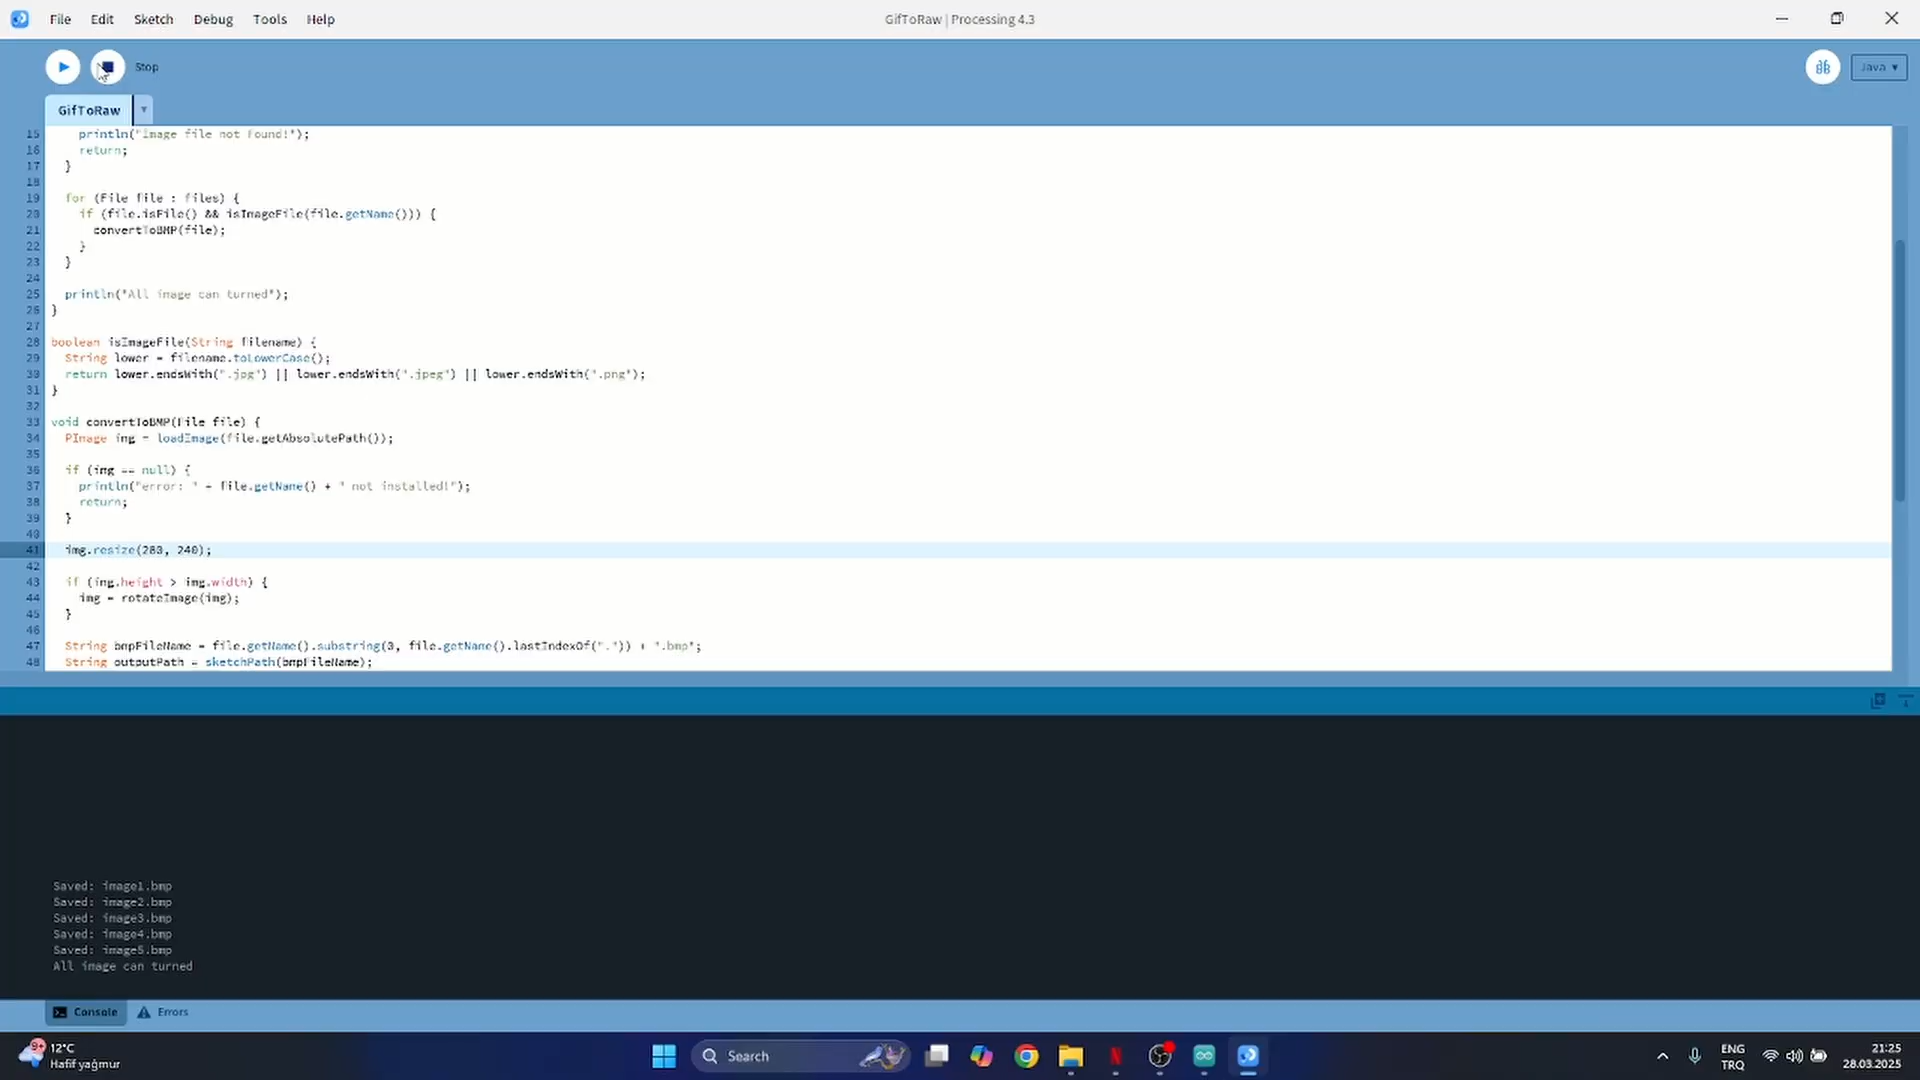 File Edit Sketch Debug Tools Help
GifToRaw | Processing 4.3
Stop
Java
GifToRaw
15 println("Image file not found!");
16 return;
17 }
18
19 for (File file : files) {
20 if (file.isFile() && isImageFile(file.getName())) {
21 convertToBMP(file);
22 }
23 }
24
25 println("All image can turned");
26 }
27
28 boolean isImageFile(String filename) {
29 String lower = filename.toLowerCase();
30 return lower.endsWith(".jpg") || lower.endsWith(".jpeg") || lower.endsWith(".png");
31 }
32
33 void convertToBMP(File file) {
34 PImage img = loadImage(file.getAbsolutePath());
35
36 if (img == null) {
37 println("error: " + file.getName() + " not installed!");
38 return;
39 }
40
41 img.resize(280, 240);
42
43 if (img.height > img.width) {
44 img = rotateImage(img);
45 }
46
47 String bmpFileName = file.getName().substring(0, file.getName().lastIndexOf(".")) + ".bmp";
48 String outputPath = sketchPath(bmpFileName);
Saved: image1.bmp
Saved: image2.bmp
Saved: image3.bmp
Saved: image4.bmp
Saved: image5.bmp
All image can turned
Console Errors
9+
12°C
Hafif yağmur
Search
ENG
TRQ
21:25
28.03.2025